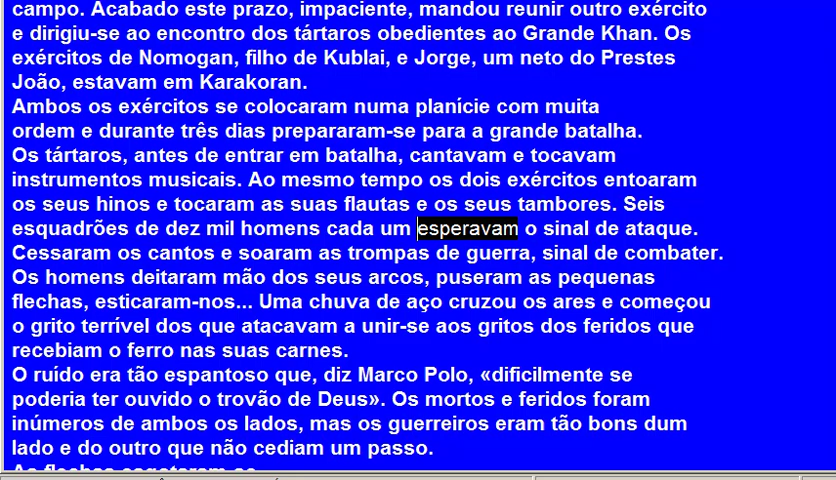 campo. Acabado este prazo, impaciente, mandou reunir outro exército
e dirigiu-se ao encontro dos tártaros obedientes ao Grande Khan. Os
exércitos de Nomogan, filho de Kublai, e Jorge, um neto do Prestes
João, estavam em Karakoran.
Ambos os exércitos se colocaram numa planície com muita
ordem e durante três dias prepararam-se para a grande batalha.
Os tártaros, antes de entrar em batalha, cantavam e tocavam
instrumentos musicais. Ao mesmo tempo os dois exércitos entoaram
os seus hinos e tocaram as suas flautas e os seus tambores. Seis
esquadrões de dez mil homens cada um esperavam o sinal de ataque.
Cessaram os cantos e soaram as trompas de guerra, sinal de combater.
Os homens deitaram mão dos seus arcos, puseram as pequenas
flechas, esticaram-nos... Uma chuva de aço cruzou os ares e começou
o grito terrível dos que atacavam a unir-se aos gritos dos feridos que
recebiam o ferro nas suas carnes.
O ruído era tão espantoso que, diz Marco Polo, «dificilmente se
poderia ter ouvido o trovão de Deus». Os mortos e feridos foram
inúmeros de ambos os lados, mas os guerreiros eram tão bons dum
lado e do outro que não cediam um passo.
As flechas esgotaram-se